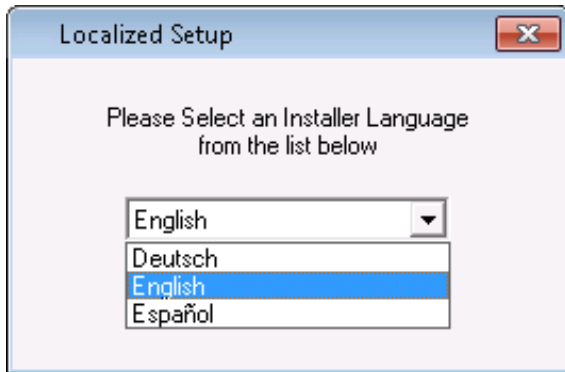 Localized Setup
Please Select an Installer Language
from the list below
English
Deutsch
English
Español